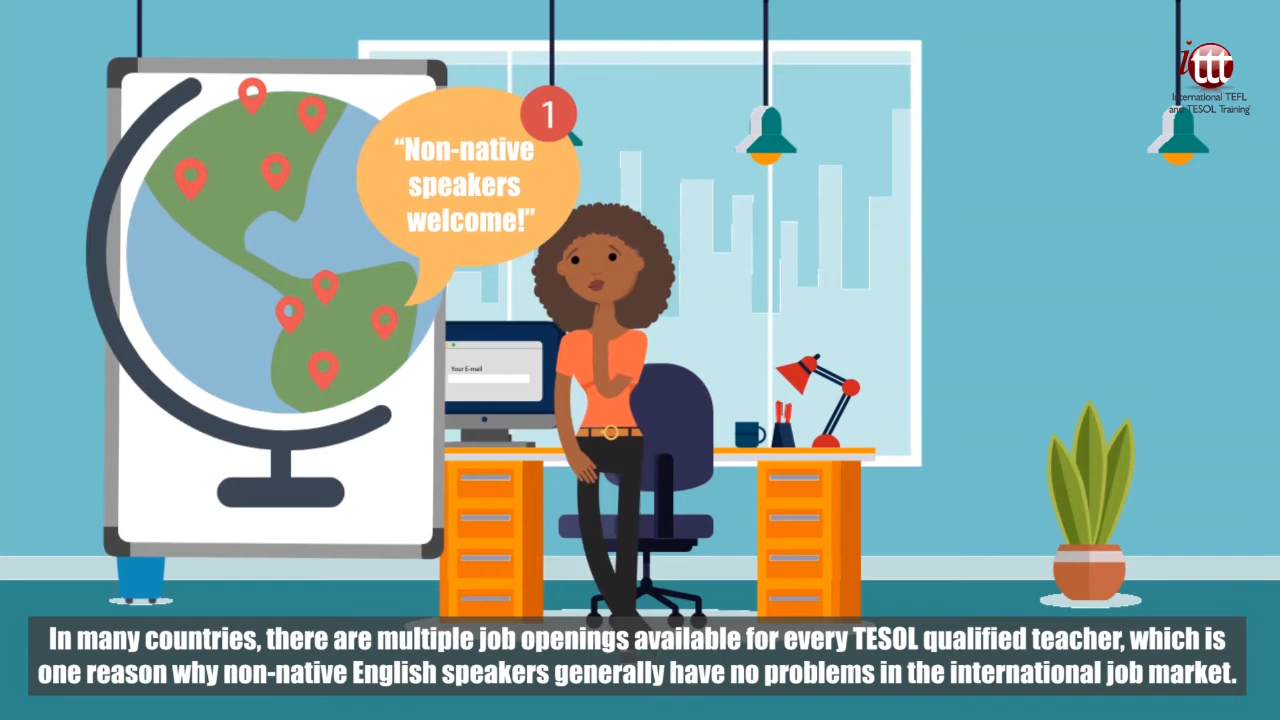 ittt
International TEFL
and TESOL Training
1
“Non-native
speakers
welcome!”
Your E-mail
In many countries, there are multiple job openings available for every TESOL qualified teacher, which is
one reason why non-native English speakers generally have no problems in the international job market.